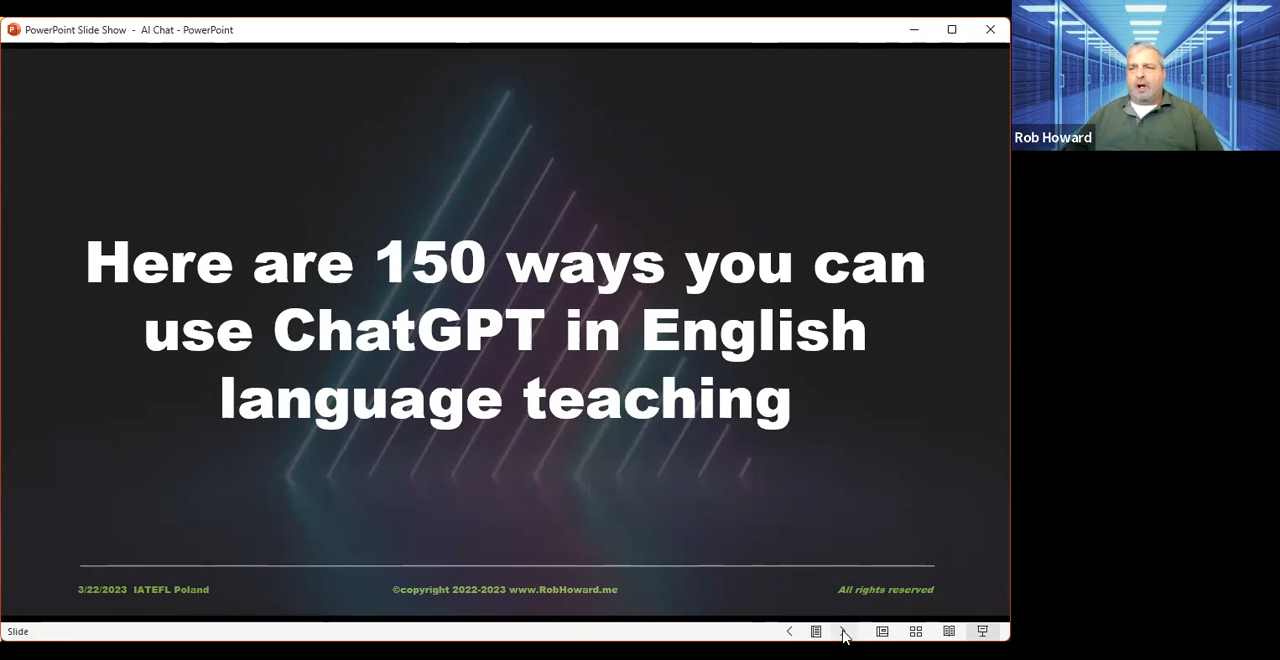 PowerPoint Slide Show - AI Chat - PowerPoint
Rob Howard
Here are 150 ways you can
use ChatGPT in English
language teaching
3/22/2023 IATEFL Poland
©copyright 2022-2023 www.RobHoward.me
All rights reserved
Slide